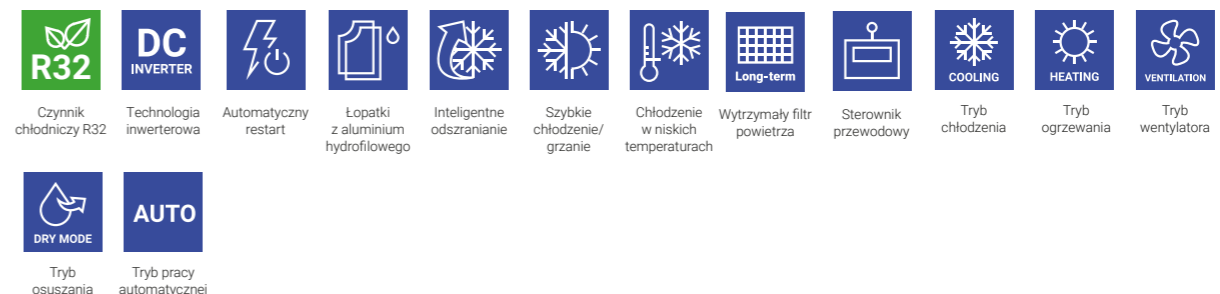 R32
DC
INVERTER
Long-term
COOLING
HEATING
VENTILATION
Czynnik
chłodniczy R32
Technologia
inwerterowa
Automatyczny
restart
Łopatki
z aluminium
hydrofilowego
Inteligentne
odszranianie
Szybkie
chłodzenie/
grzanie
Chłodzenie
w niskich
temperaturach
Wytrzymały filtr
powietrza
Sterownik
przewodowy
Tryb
chłodzenia
Tryb
ogrzewania
Tryb
wentylatora
DRY MODE
AUTO
Tryb
osuszania
Tryb pracy
automatycznej